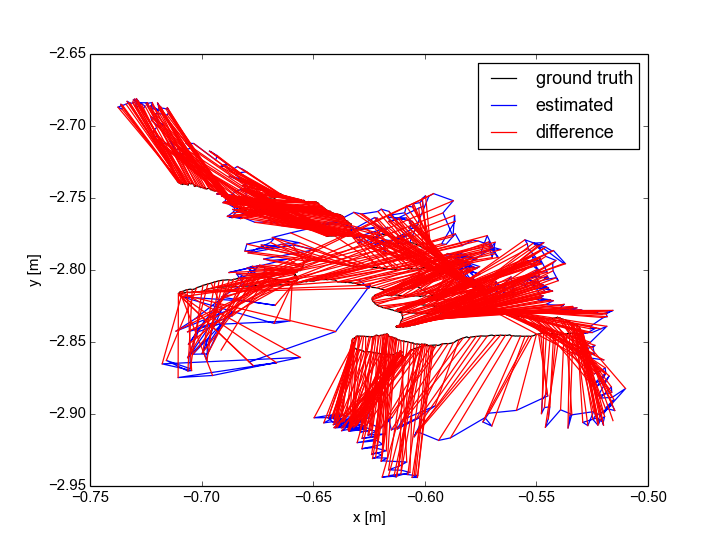 ground truth
estimated
difference
−2.65
−2.70
−2.75
−2.80
−2.85
−2.90
−2.95
y [m]
−0.75
−0.70
−0.65
−0.60
−0.55
−0.50
x [m]